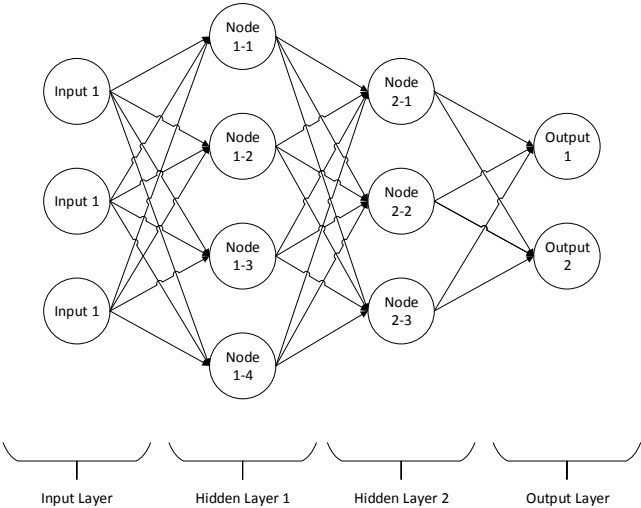 Input 1
Input 1
Input 1
Node
1-1
Node
1-2
Node
1-3
Node
1-4
Node
2-1
Node
2-2
Node
2-3
Output
1
Output
2
Input Layer
Hidden Layer 1
Hidden Layer 2
Output Layer